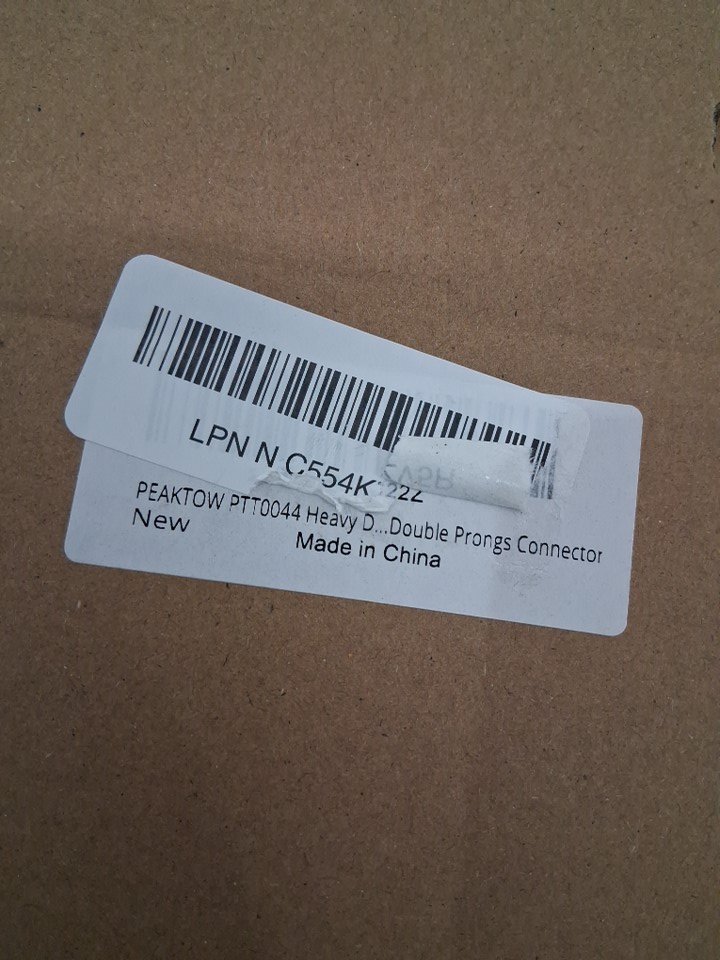 LPN N C554K
PEAKTOW PTT0044 Heavy D...Double Prongs Connector
New
Made in China